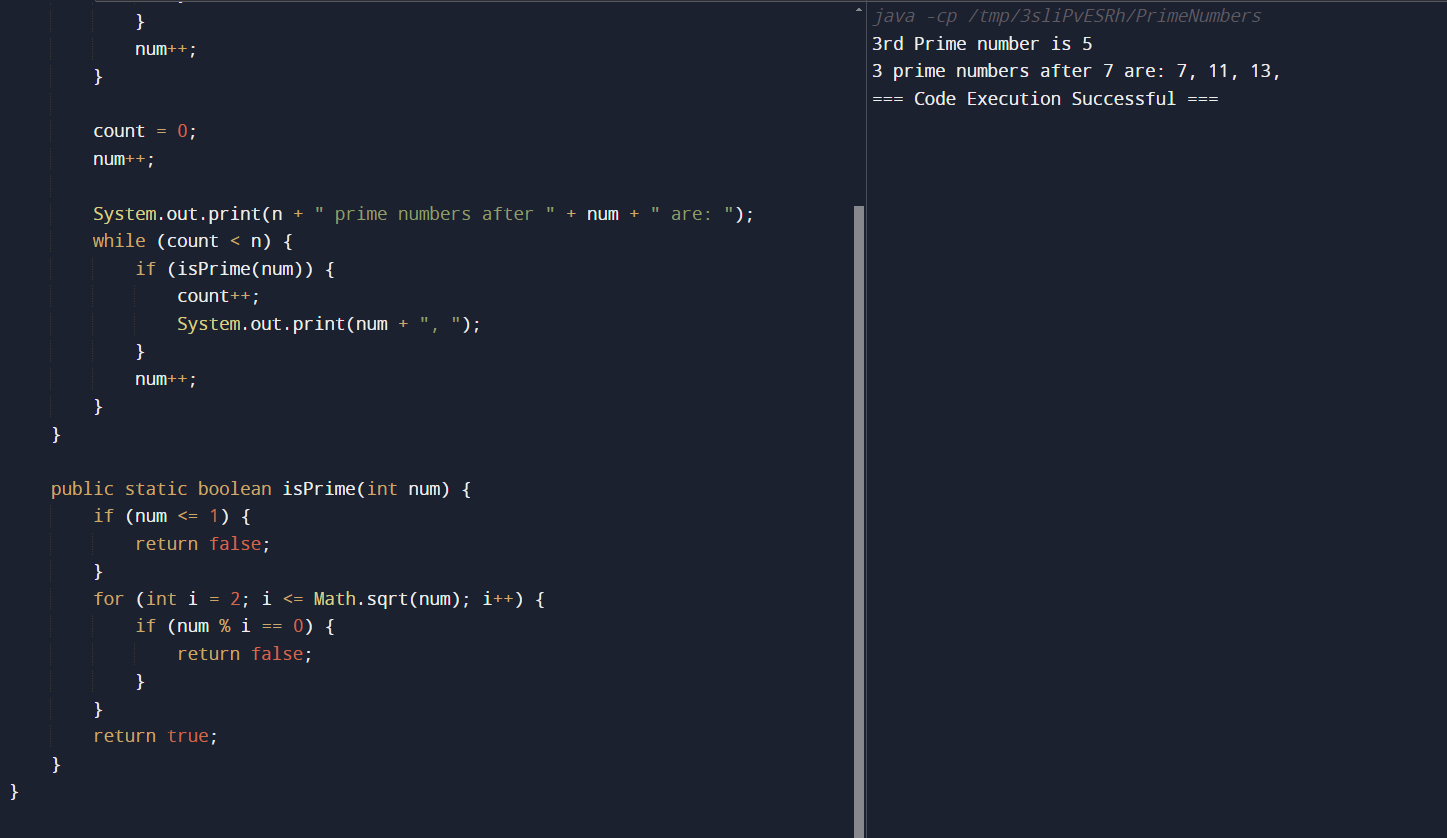 }
num++;
}
count = 0;
num++;
System.out.print(n + " prime numbers after " + num + " are: ");
while (count < n) {
if (isPrime(num)) {
count++;
System.out.print(num + ", ");
}
num++;
}
}
public static boolean isPrime(int num) {
if (num <= 1) {
return false;
}
for (int i = 2; i <= Math.sqrt(num); i++) {
if (num % i == 0) {
return false;
}
}
return true;
}
}
java -cp /tmp/3sliPvESRh/PrimeNumbers
3rd Prime number is 5
3 prime numbers after 7 are: 7, 11, 13,
=== Code Execution Successful ===